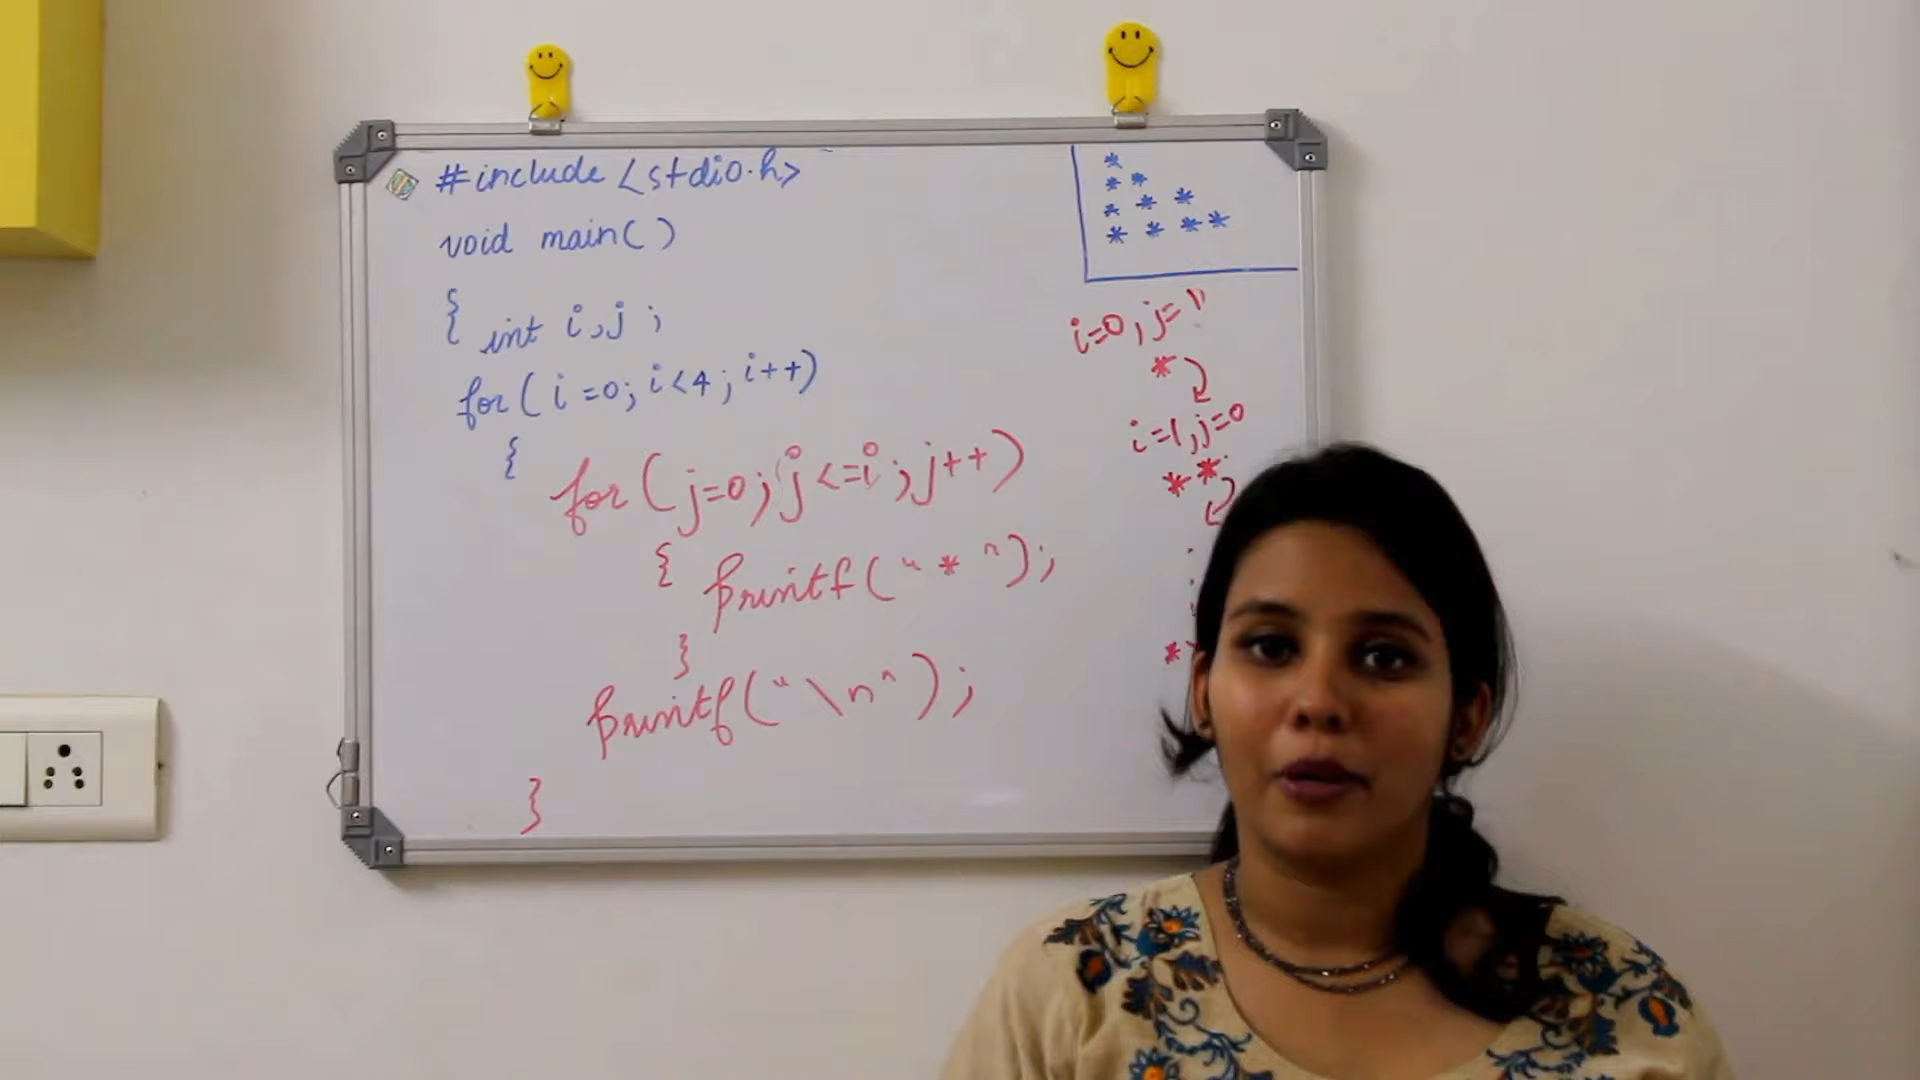 #include <stdio.h>
void main()
{ int i,j ;
for( i=0; i<4; i++)
{
for( j=0; j<=i; j++)
{ printf(" * ");
}
printf("\n");
}
*
* *
* * *
* * * *
i=0, j=1
*
i=1, j=0
* *